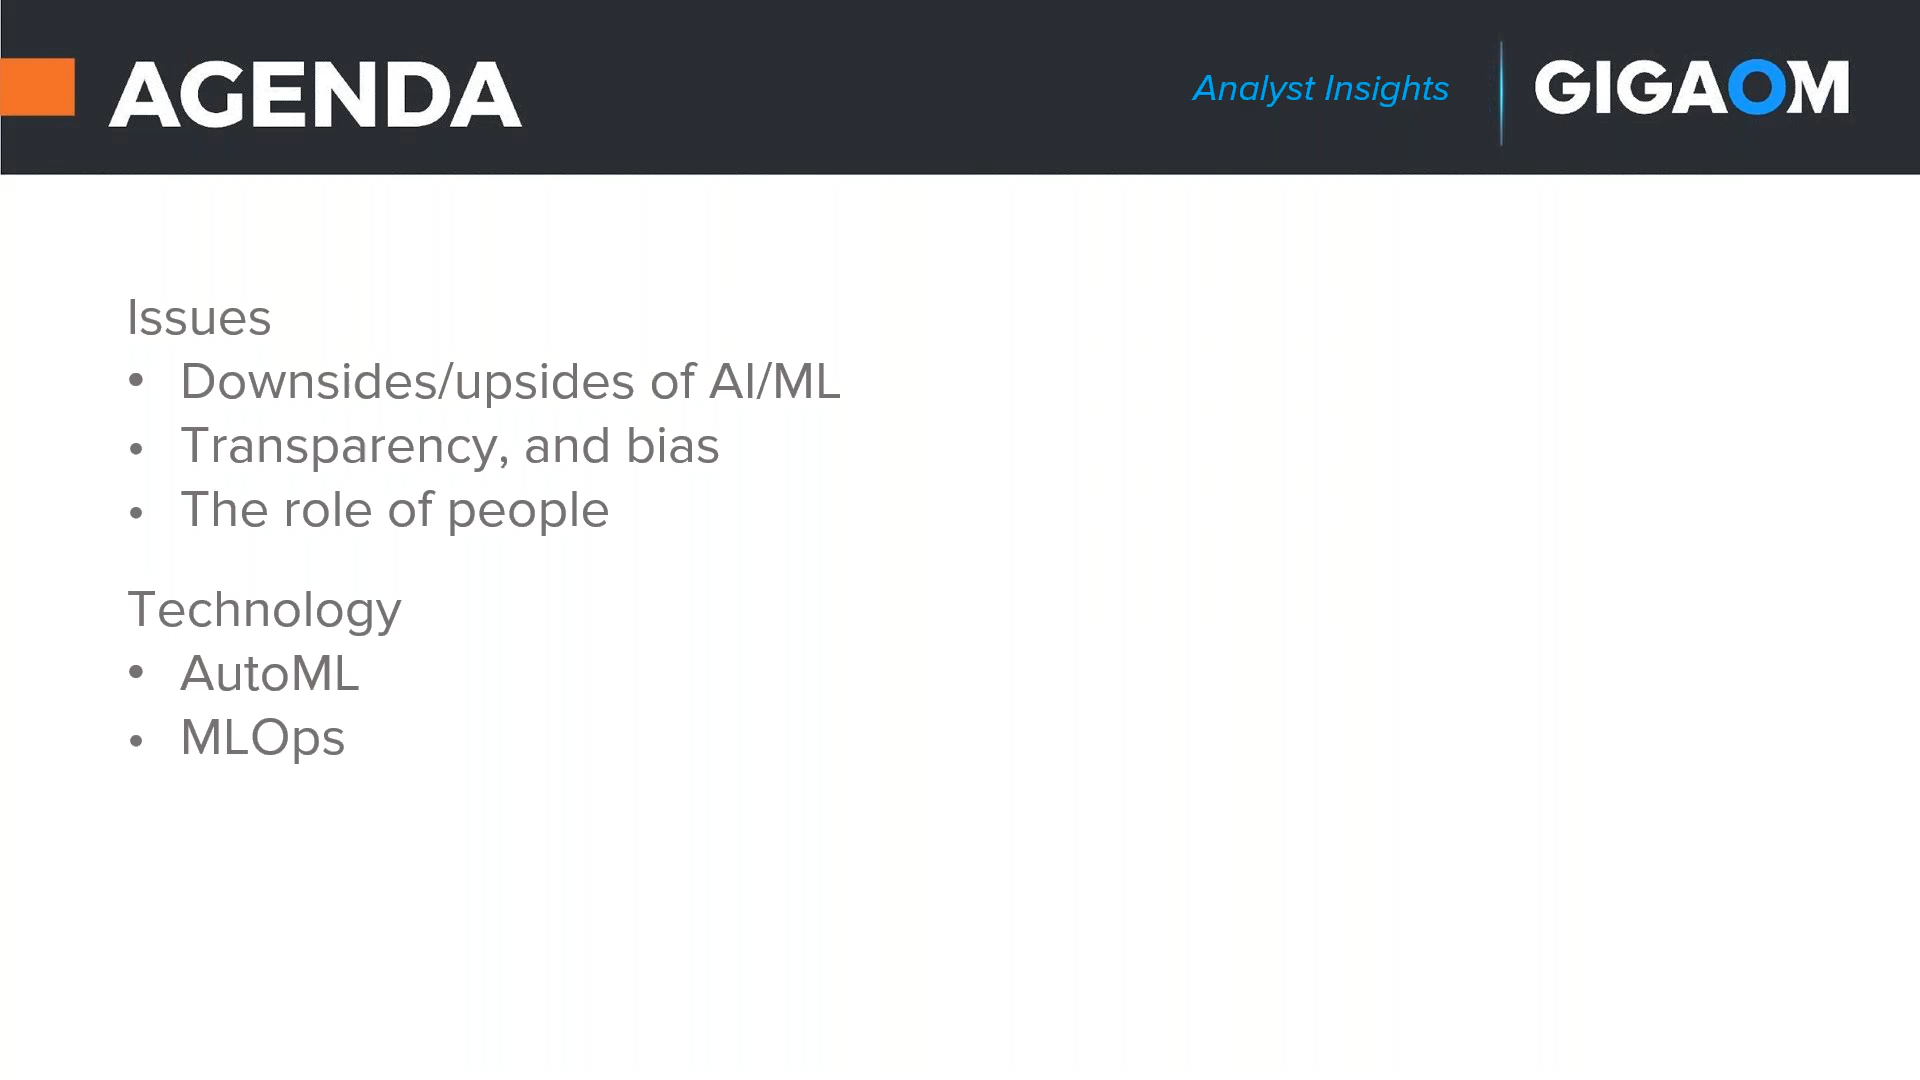 AGENDA
Analyst Insights
GIGAOM
Issues
• Downsides/upsides of AI/ML
• Transparency, and bias
• The role of people
Technology
• AutoML
• MLOps